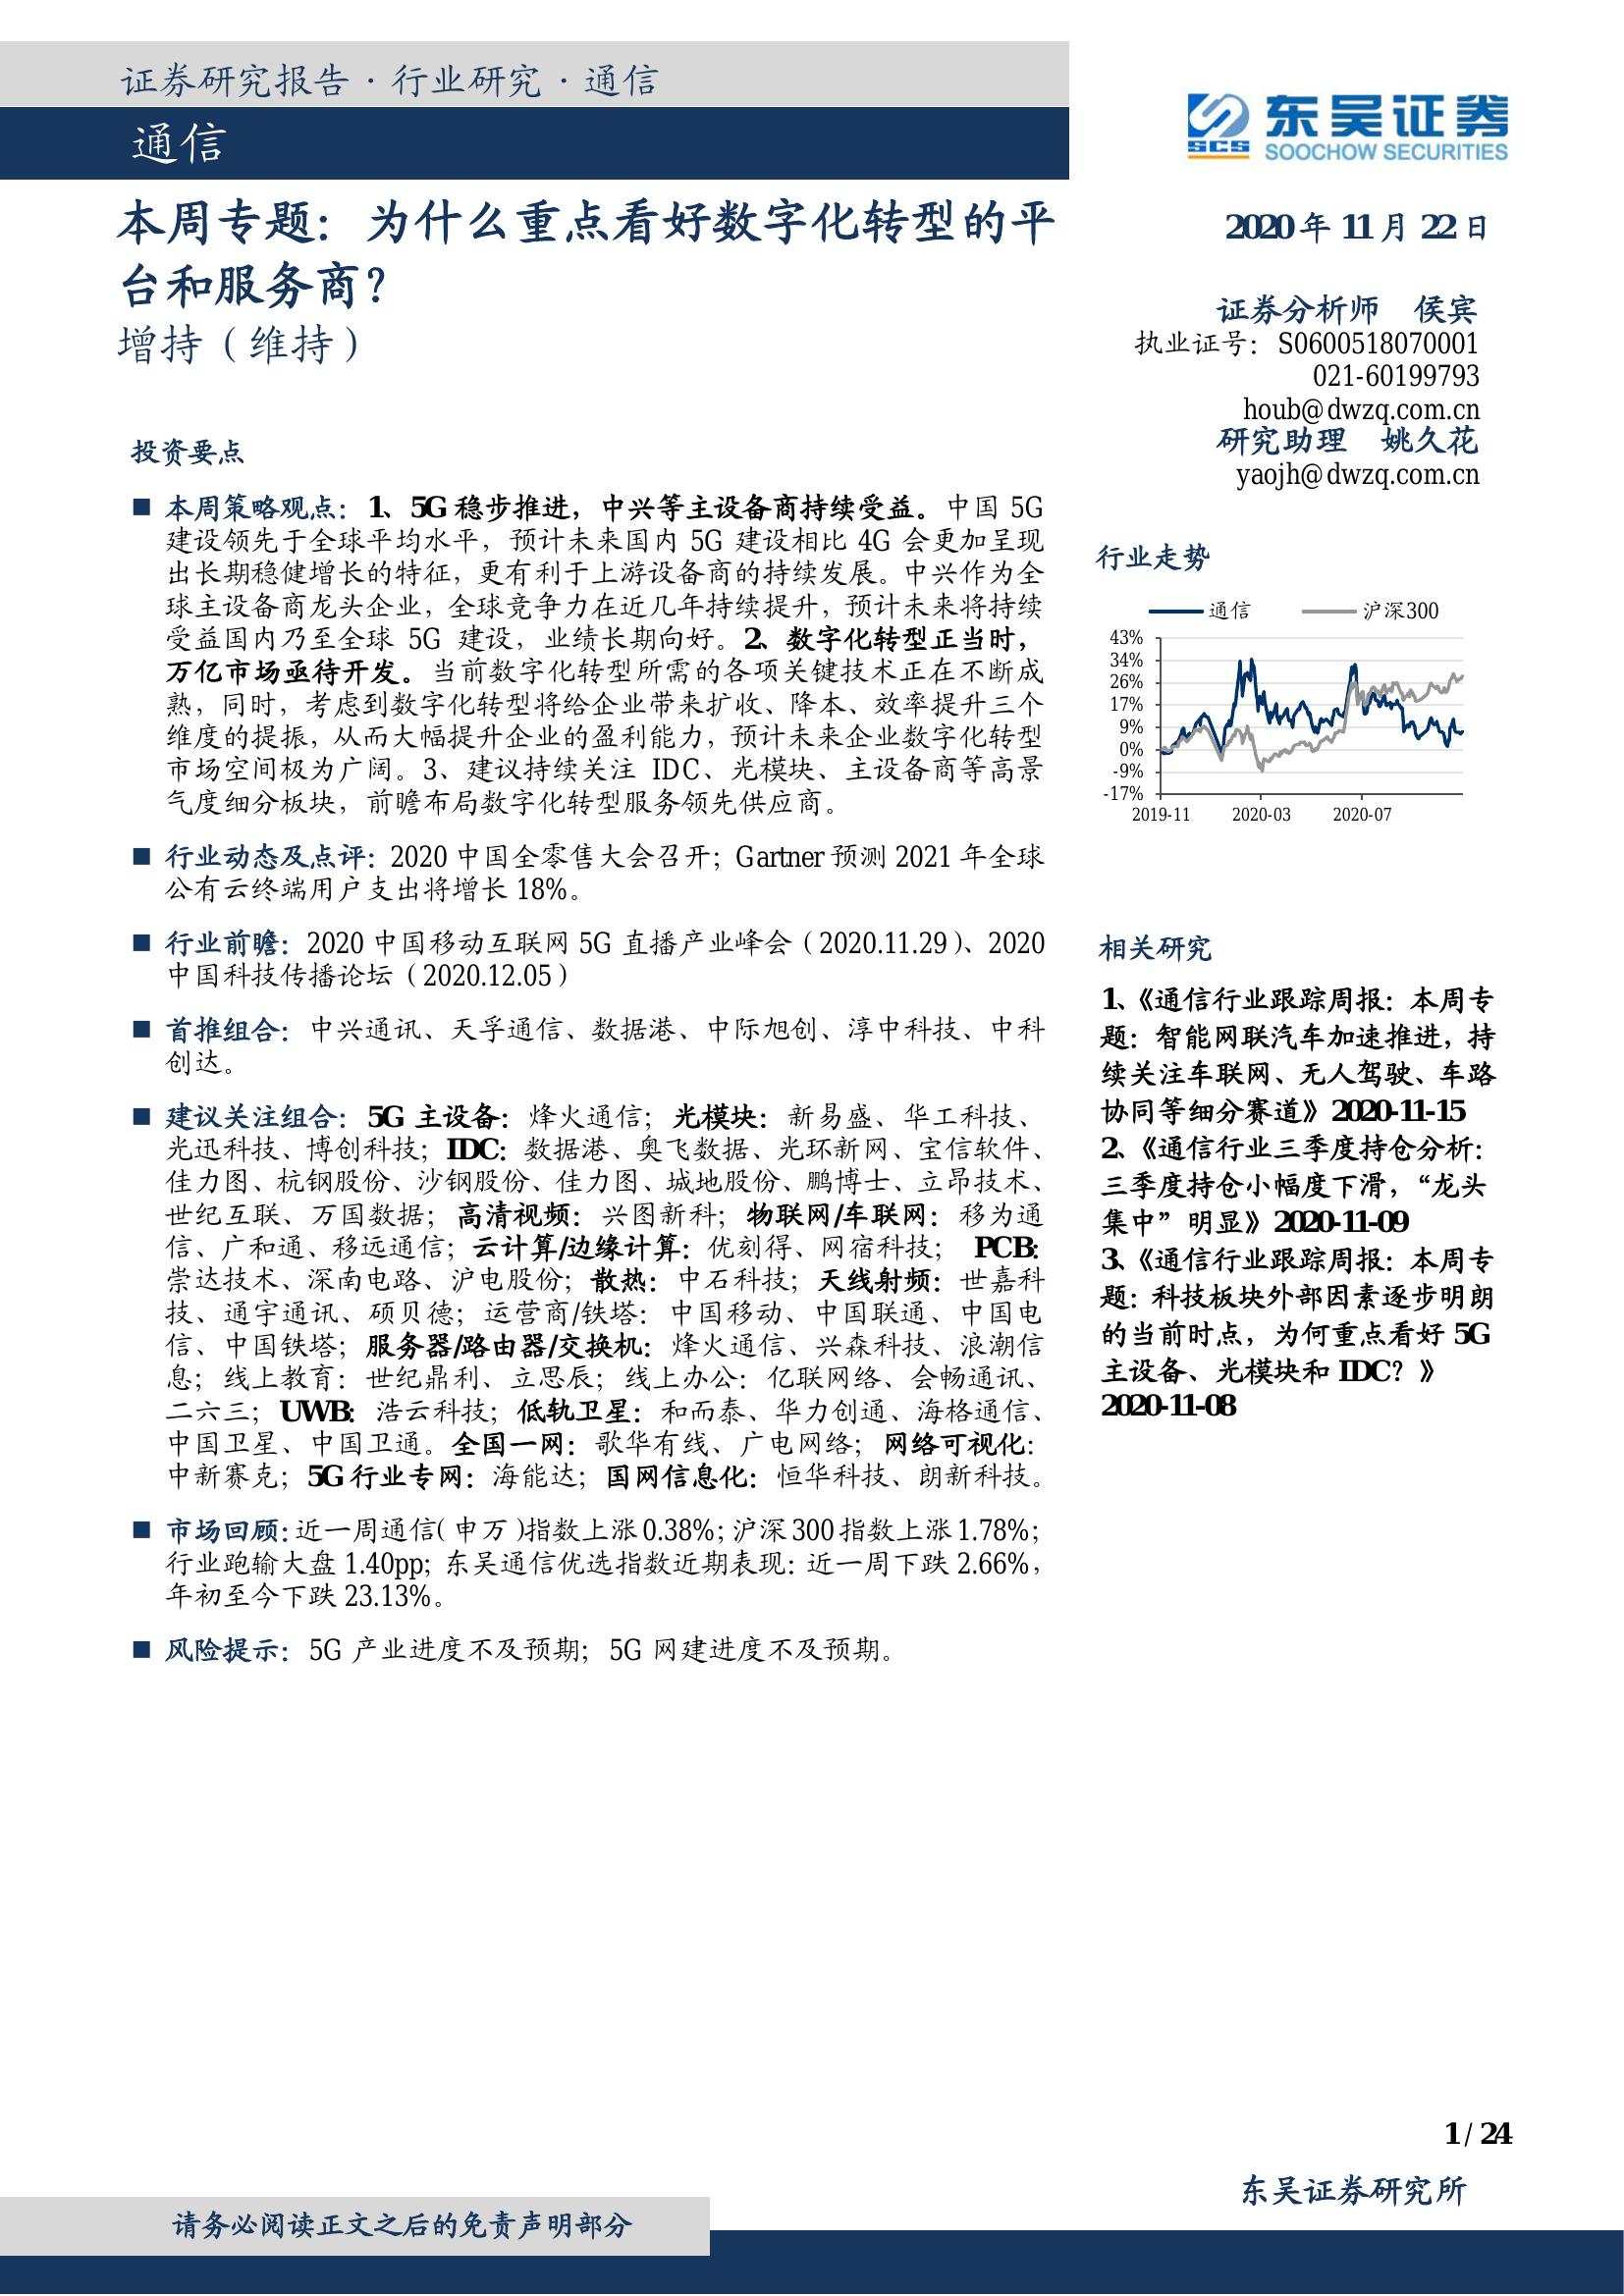 证券研究报告 · 行业研究 · 通信
通信
本周专题：为什么重点看好数字化转型的平
台和服务商？
增持（维持）
投资要点
■ 本周策略观点：1、5G 稳步推进，中兴等主设备商持续受益。中国 5G
建设领先于全球平均水平，预计未来国内 5G 建设相比 4G 会更加呈现
出长期稳健增长的特征，更有利于上游设备商的持续发展。中兴作为全
球主设备商龙头企业，全球竞争力在近几年持续提升，预计未来将持续
受益国内乃至全球 5G 建设，业绩长期向好。2、数字化转型正当时，
万亿市场亟待开发。当前数字化转型所需的各项关键技术正在不断成
熟，同时，考虑到数字化转型将给企业带来扩收、降本、效率提升三个
维度的提振，从而大幅提升企业的盈利能力，预计未来企业数字化转型
市场空间极为广阔。3、建议持续关注 IDC、光模块、主设备商等高景
气度细分板块，前瞻布局数字化转型服务领先供应商。
■ 行业动态及点评：2020 中国全零售大会召开；Gartner 预测 2021 年全球
公有云终端用户支出将增长 18%。
■ 行业前瞻：2020 中国移动互联网 5G 直播产业峰会（2020.11.29）、2020
中国科技传播论坛（2020.12.05）
■ 首推组合：中兴通讯、天孚通信、数据港、中际旭创、淳中科技、中科
创达。
■ 建议关注组合：5G 主设备：烽火通信；光模块：新易盛、华工科技、
光迅科技、博创科技；IDC：数据港、奥飞数据、光环新网、宝信软件、
佳力图、杭钢股份、沙钢股份、佳力图、城地股份、鹏博士、立昂技术、
世纪互联、万国数据；高清视频：兴图新科；物联网/车联网：移为通
信、广和通、移远通信；云计算/边缘计算：优刻得、网宿科技； PCB：
崇达技术、深南电路、沪电股份；散热：中石科技；天线射频：世嘉科
技、通宇通讯、硕贝德；运营商/铁塔：中国移动、中国联通、中国电
信、中国铁塔；服务器/路由器/交换机：烽火通信、兴森科技、浪潮信
息；线上教育：世纪鼎利、立思辰；线上办公：亿联网络、会畅通讯、
二六三；UWB：浩云科技；低轨卫星：和而泰、华力创通、海格通信、
中国卫星、中国卫通。全国一网：歌华有线、广电网络；网络可视化：
中新赛克；5G 行业专网：海能达；国网信息化：恒华科技、朗新科技。
■ 市场回顾：近一周通信(申万)指数上涨 0.38%；沪深 300 指数上涨 1.78%；
行业跑输大盘 1.40pp；东吴通信优选指数近期表现：近一周下跌 2.66%，
年初至今下跌 23.13%。
■ 风险提示：5G 产业进度不及预期；5G 网建进度不及预期。
SCS 东吴证券
SOOCHOW SECURITIES
2020 年 11 月 22 日
证券分析师 侯宾
执业证号：S0600518070001
021-60199793
houb@dwzq.com.cn
研究助理 姚久花
yaojh@dwzq.com.cn
行业走势
通信 沪深300
43%
34%
26%
17%
9%
0%
-9%
-17%
2019-11 2020-03 2020-07
相关研究
1、《通信行业跟踪周报：本周专
题：智能网联汽车加速推进，持
续关注车联网、无人驾驶、车路
协同等细分赛道》2020-11-15
2、《通信行业三季度持仓分析：
三季度持仓小幅度下滑，“龙头
集中”明显》2020-11-09
3、《通信行业跟踪周报：本周专
题：科技板块外部因素逐步明朗
的当前时点，为何重点看好 5G
主设备、光模块和 IDC？》
2020-11-08
1 / 24
东吴证券研究所
请务必阅读正文之后的免责声明部分